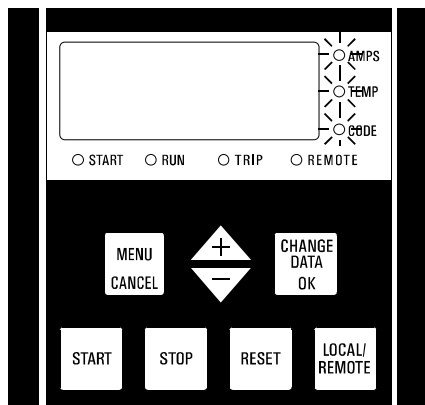 AMPS
TEMP
CODE
START RUN TRIP REMOTE
MENU
CANCEL
+
−
CHANGE
DATA
OK
START
STOP
RESET
LOCAL/
REMOTE